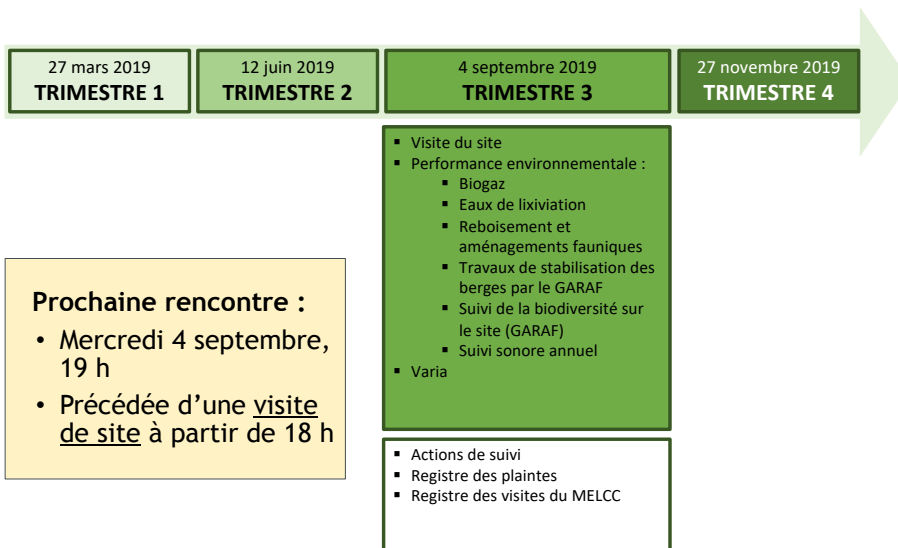 27 mars 2019
TRIMESTRE 1
12 juin 2019
TRIMESTRE 2
4 septembre 2019
TRIMESTRE 3
27 novembre 2019
TRIMESTRE 4
▪ Visite du site
▪ Performance environnementale :
▪ Biogaz
▪ Eaux de lixiviation
▪ Reboisement et
aménagements fauniques
▪ Travaux de stabilisation des
berges par le GARAF
▪ Suivi de la biodiversité sur
le site (GARAF)
▪ Suivi sonore annuel
▪ Varia
Prochaine rencontre :
• Mercredi 4 septembre,
19 h
• Précédée d’une visite
de site à partir de 18 h
▪ Actions de suivi
▪ Registre des plaintes
▪ Registre des visites du MELCC